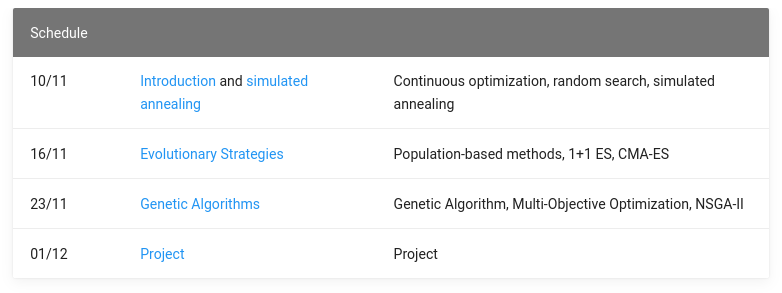 Schedule
10/11 Introduction and simulated Continuous optimization, random search, simulated
annealing annealing
16/11 Evolutionary Strategies Population-based methods, 1+1 ES, CMA-ES
23/11 Genetic Algorithms Genetic Algorithm, Multi-Objective Optimization, NSGA-II
01/12 Project Project